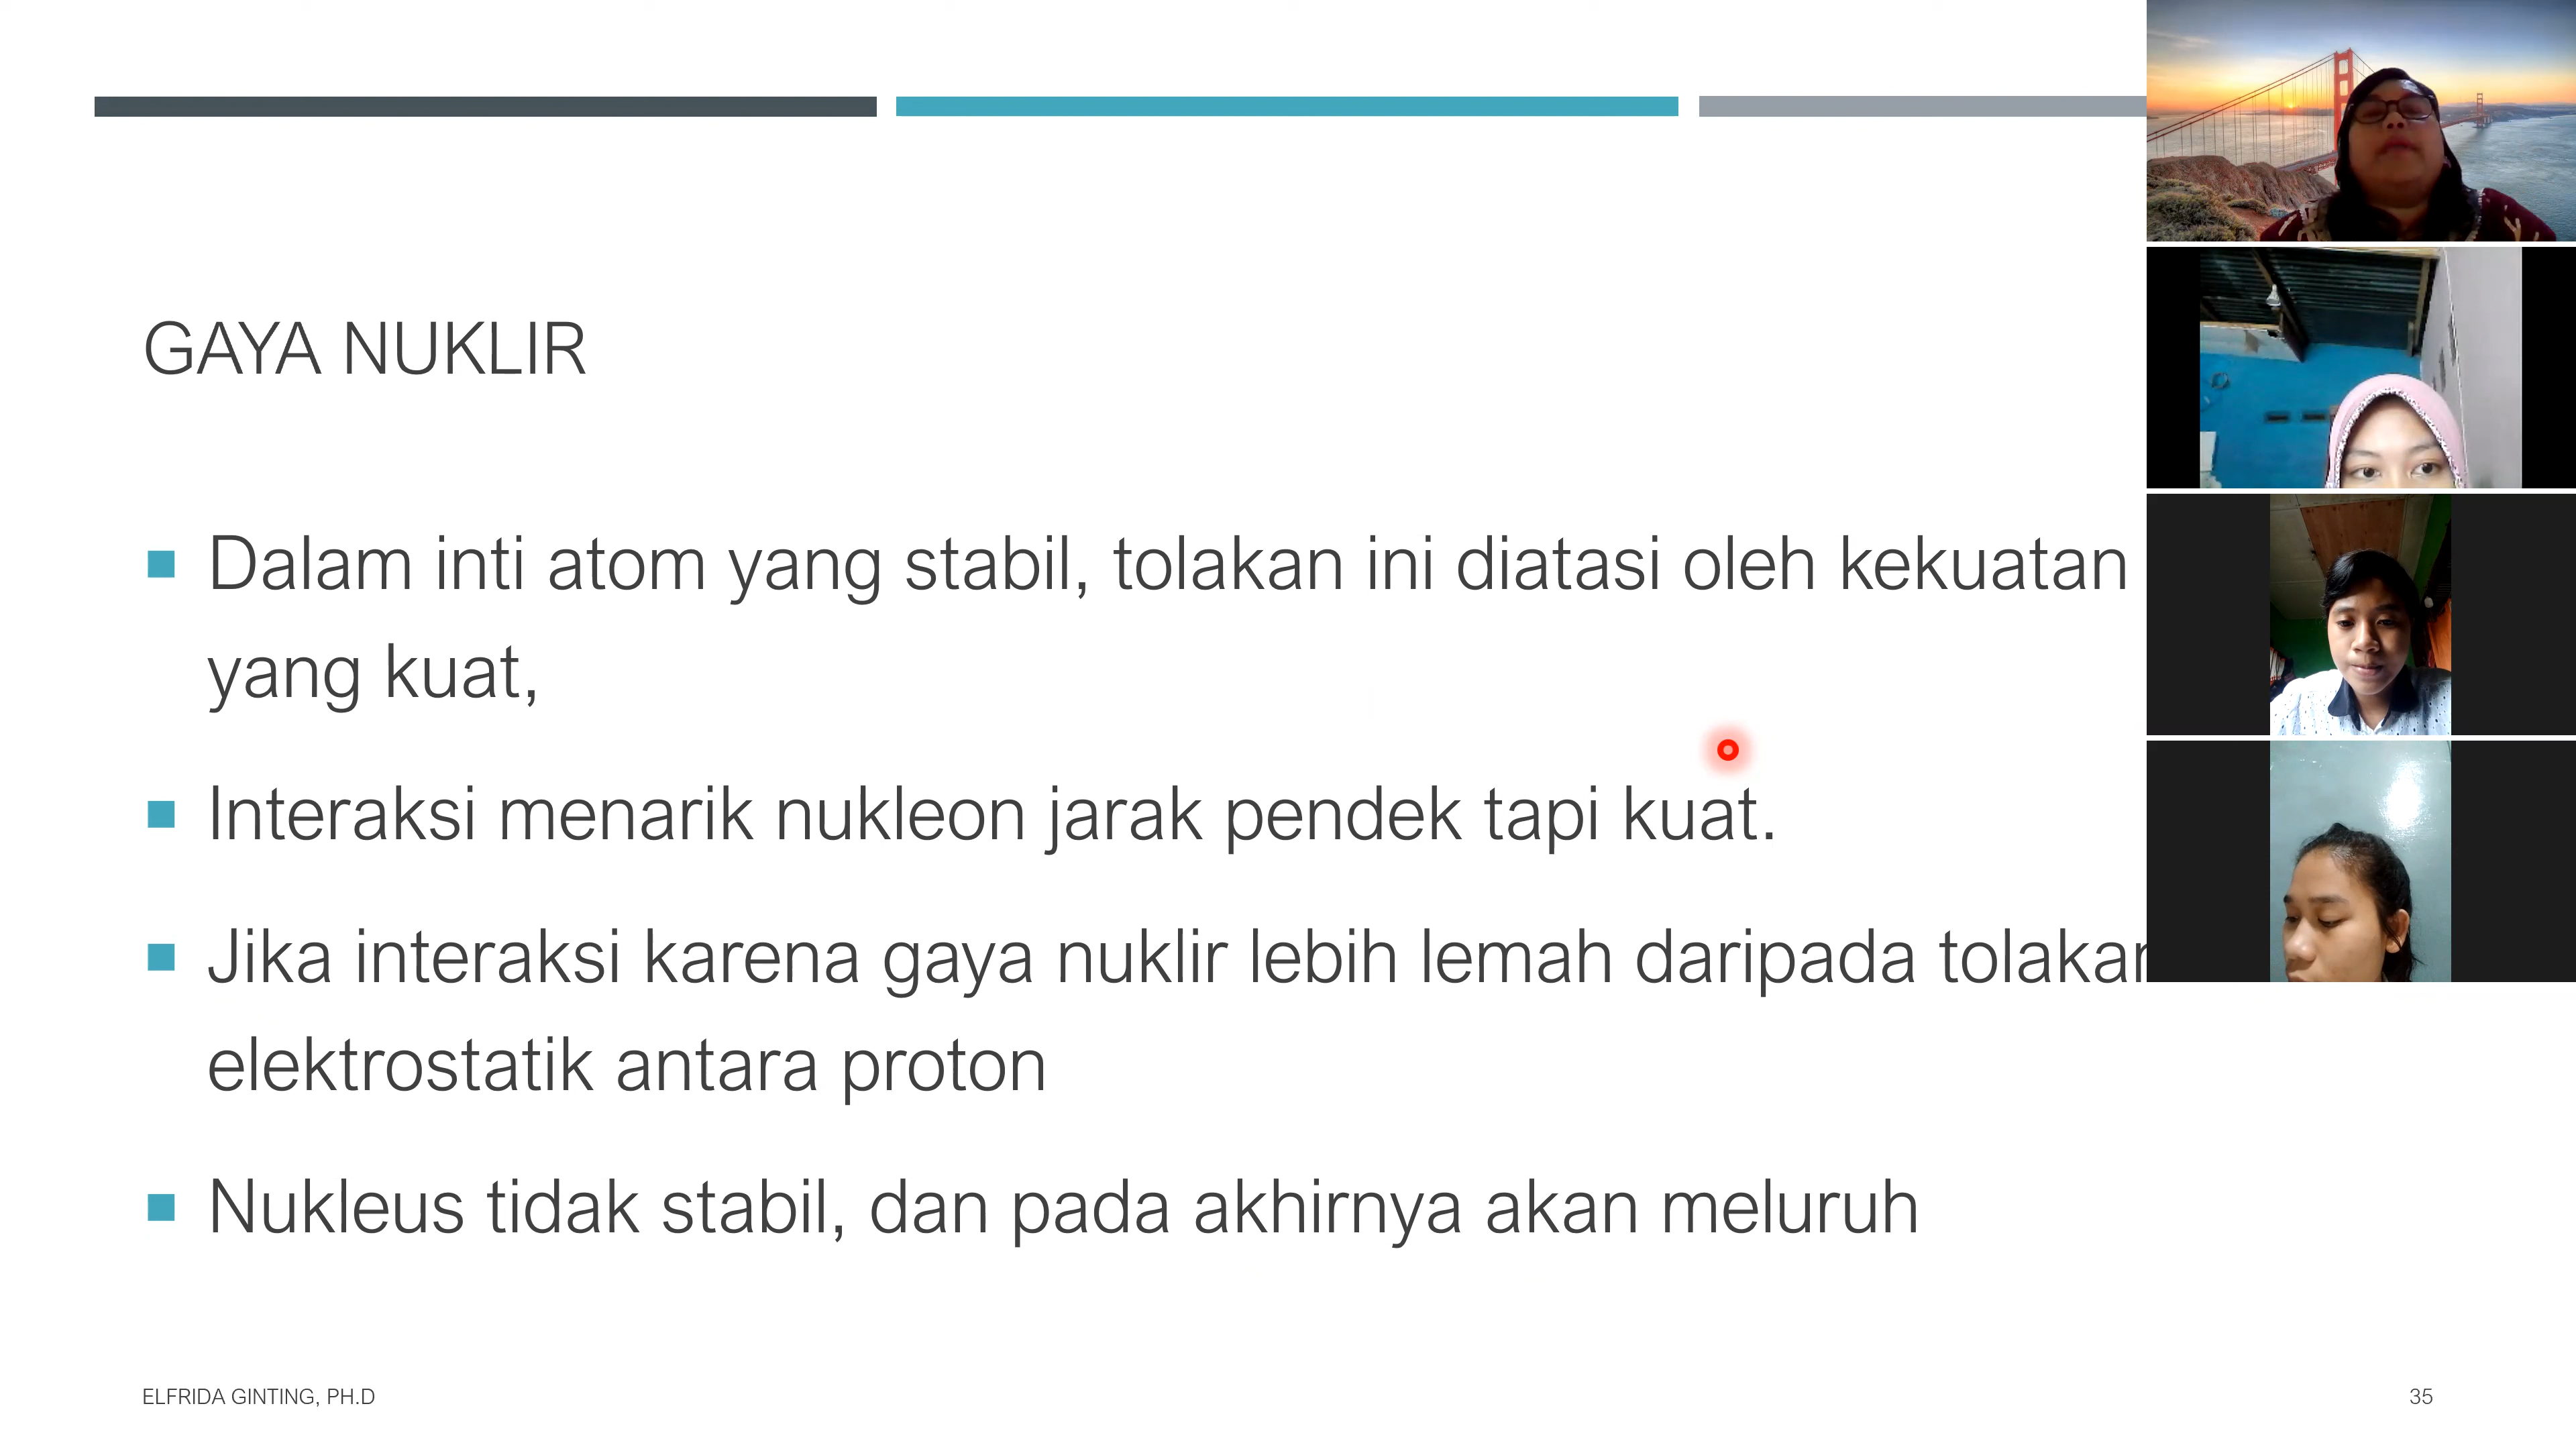 GAYA NUKLIR
Dalam inti atom yang stabil, tolakan ini diatasi oleh kekuatan
yang kuat,
Interaksi menarik nukleon jarak pendek tapi kuat.
Jika interaksi karena gaya nuklir lebih lemah daripada tolakan
elektrostatik antara proton
Nukleus tidak stabil, dan pada akhirnya akan meluruh
ELFRIDA GINTING, PH.D
35